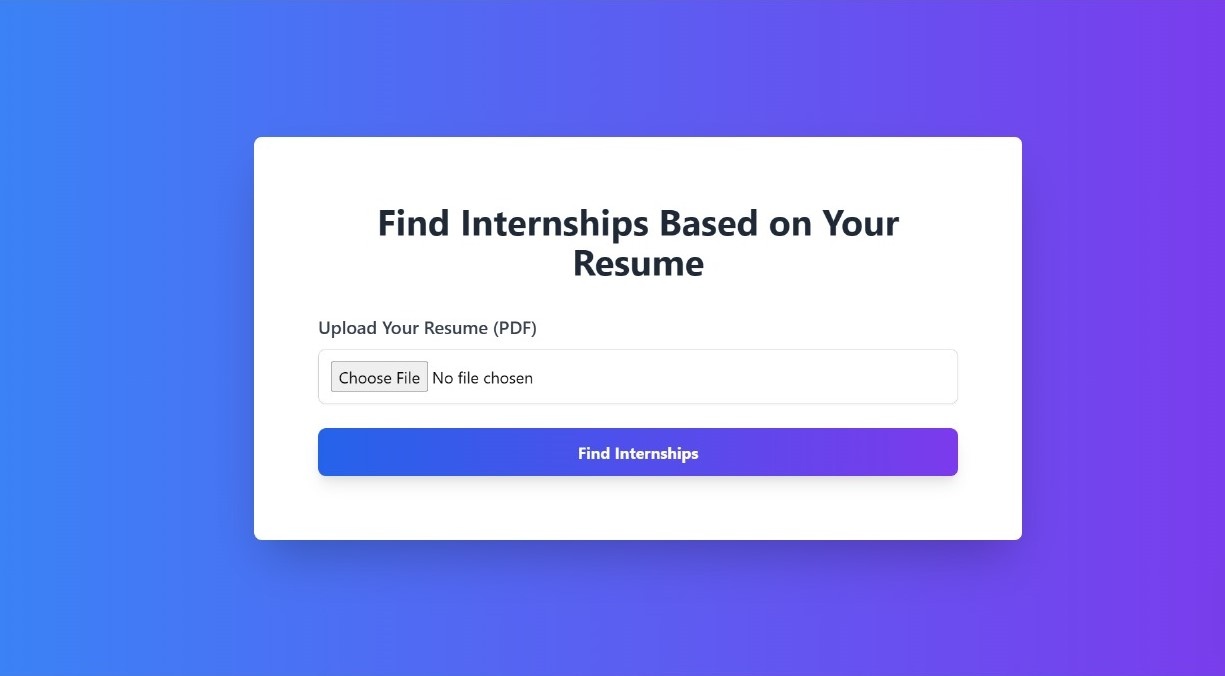 Find Internships Based on Your
Resume
Upload Your Resume (PDF)
Choose File No file chosen
Find Internships